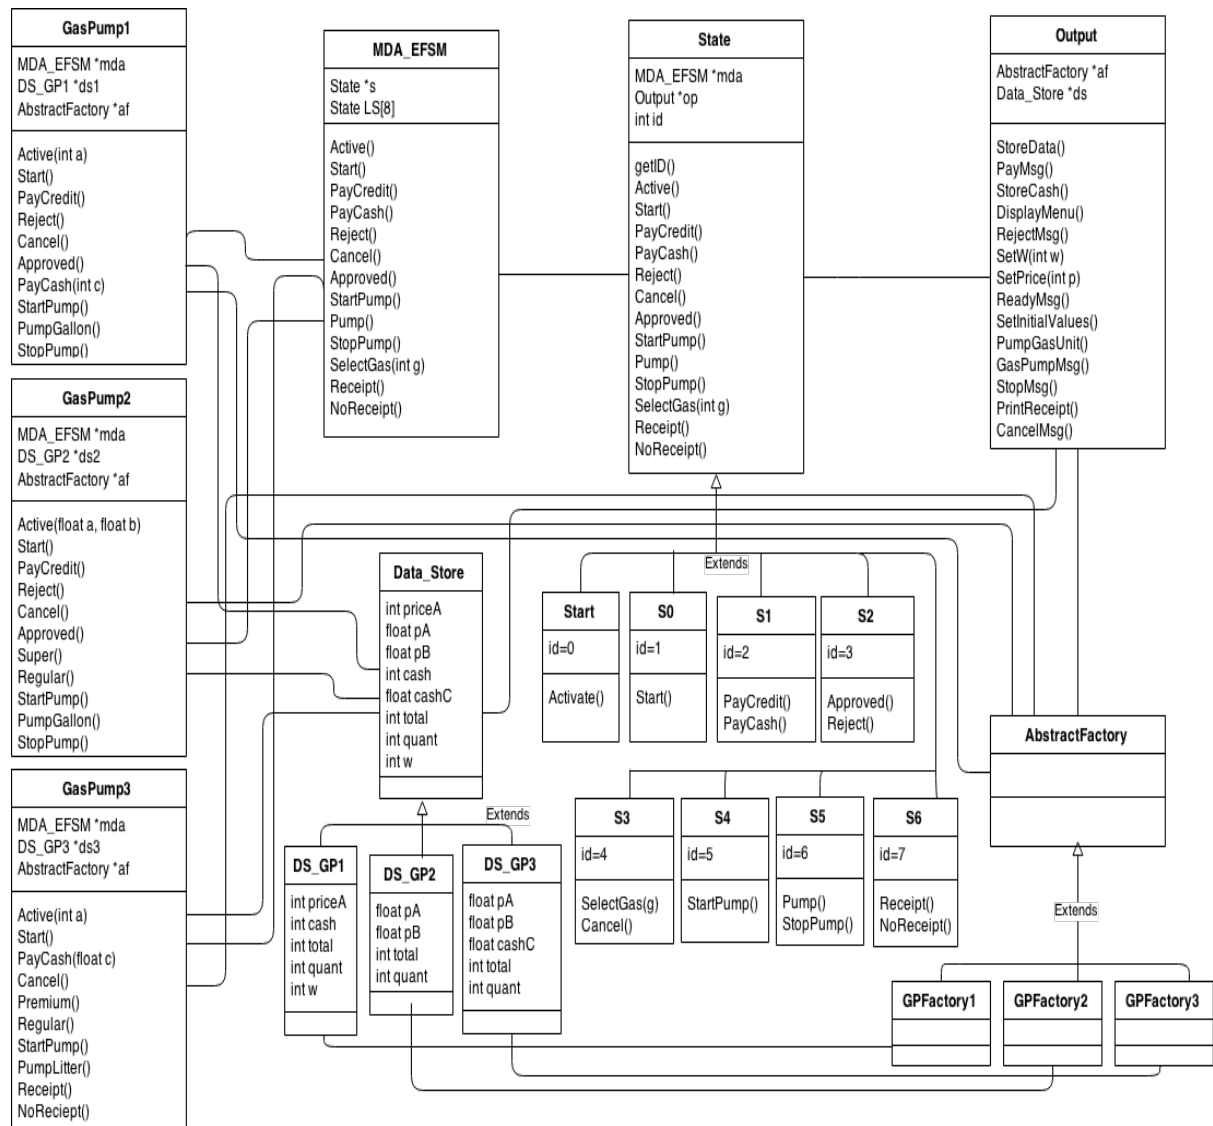 GasPump1
MDA_EFSM *mda
DS_GP1 *ds1
AbstractFactory *af
Active(int a)
Start()
PayCredit()
Reject()
Cancel()
Approved()
PayCash(int c)
StartPump()
PumpGallon()
StopPump()
GasPump2
MDA_EFSM *mda
DS_GP2 *ds2
AbstractFactory *af
Active(float a, float b)
Start()
PayCredit()
Reject()
Cancel()
Approved()
Super()
Regular()
StartPump()
PumpGallon()
StopPump()
GasPump3
MDA_EFSM *mda
DS_GP3 *ds3
AbstractFactory *af
Active(int a)
Start()
PayCash(float c)
Cancel()
Premium()
Regular()
StartPump()
PumpLitter()
Receipt()
NoReciept()
MDA_EFSM
State *s
State LS[8]
Active()
Start()
PayCredit()
PayCash()
Reject()
Cancel()
Approved()
StartPump()
Pump()
StopPump()
SelectGas(int g)
Receipt()
NoReceipt()
State
MDA_EFSM *mda
Output *op
int id
getID()
Active()
Start()
PayCredit()
PayCash()
Reject()
Cancel()
Approved()
StartPump()
Pump()
StopPump()
SelectGas(int g)
Receipt()
NoReceipt()
Output
AbstractFactory *af
Data_Store *ds
StoreData()
PayMsg()
StoreCash()
DisplayMenu()
RejectMsg()
SetW(int w)
SetPrice(int p)
ReadyMsg()
SetInitialValues()
PumpGasUnit()
GasPumpMsg()
StopMsg()
PrintReceipt()
CancelMsg()
Data_Store
int priceA
float pA
float pB
int cash
float cashC
int total
int quant
int w
Extends
DS_GP1
int priceA
int cash
int total
int quant
int w
DS_GP2
float pA
float pB
int total
int quant
DS_GP3
float pA
float pB
float cashC
int total
int quant
Extends
Start
id=0
Activate()
S0
id=1
Start()
S1
id=2
PayCredit()
PayCash()
S2
id=3
Approved()
Reject()
S3
id=4
SelectGas(g)
Cancel()
S4
id=5
StartPump()
S5
id=6
Pump()
StopPump()
S6
id=7
Receipt()
NoReceipt()
AbstractFactory
Extends
GPFactory1
GPFactory2
GPFactory3